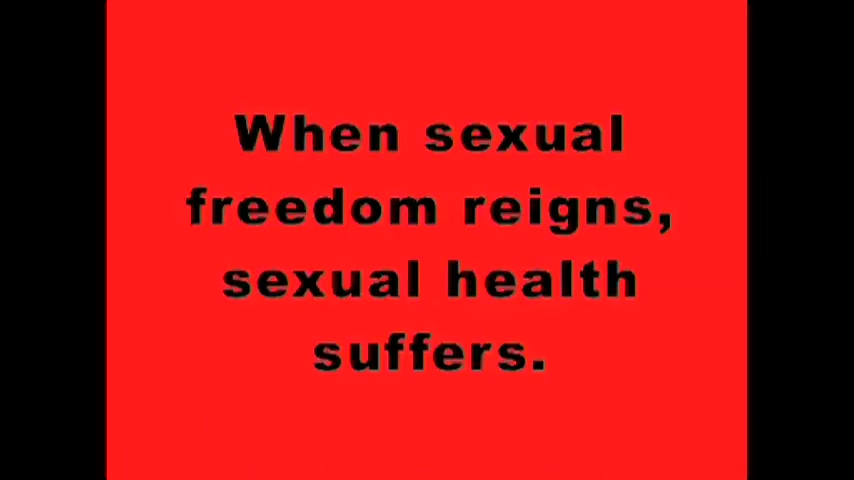 When sexual
freedom reigns,
sexual health
suffers.